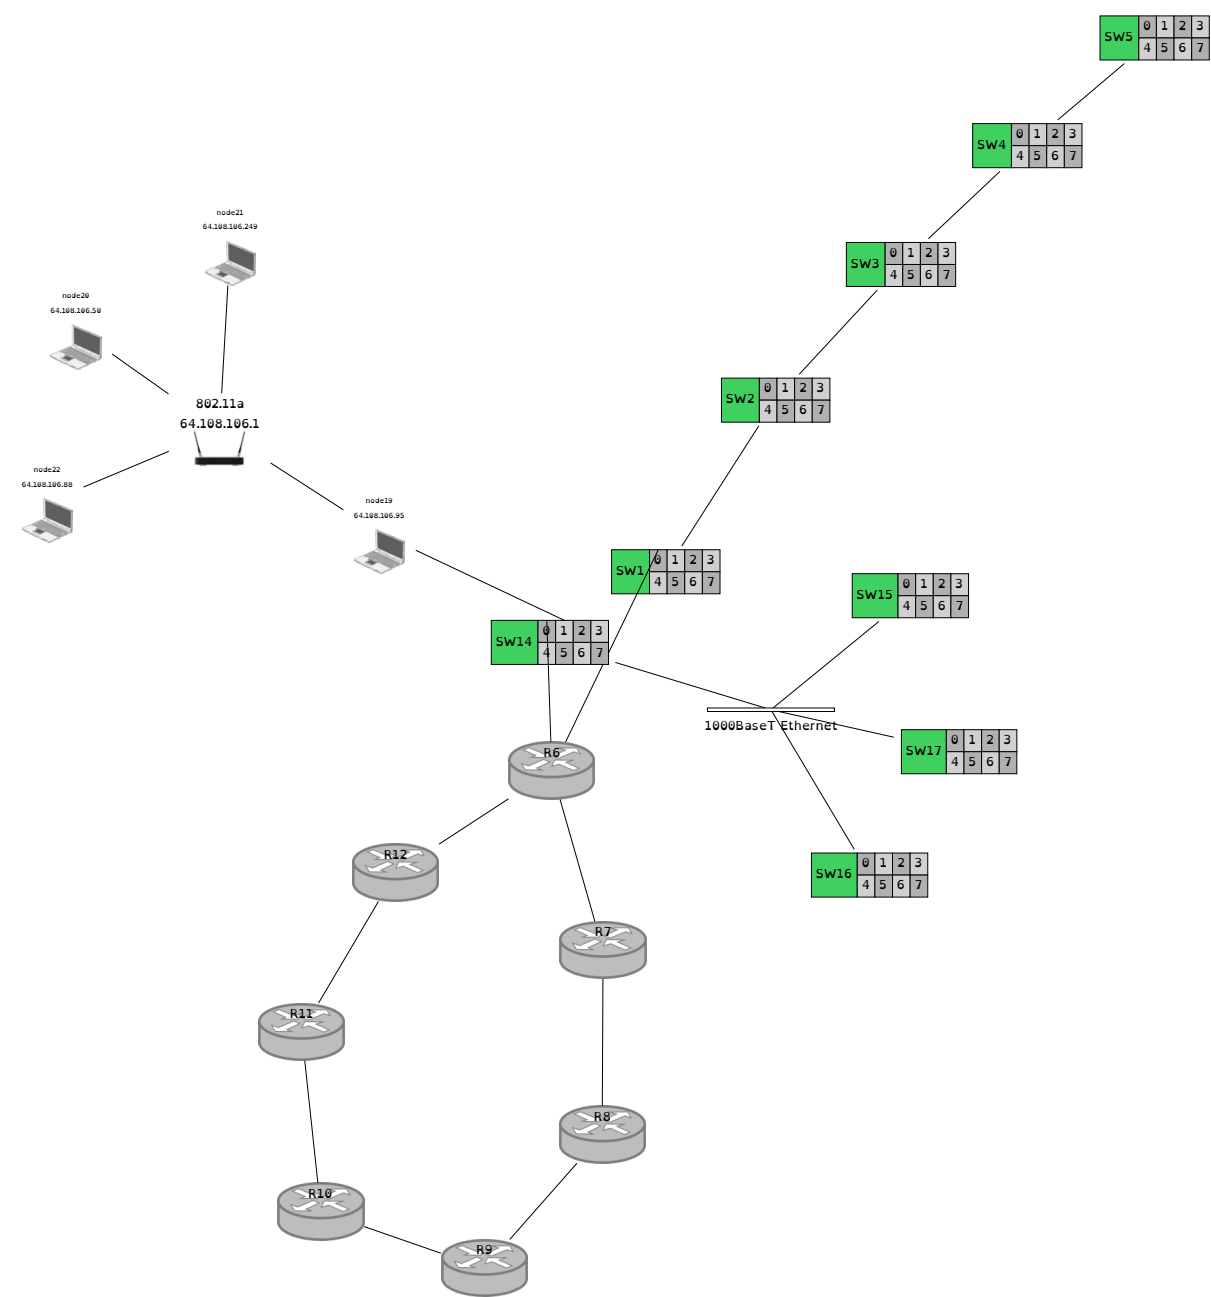 SW5
0 1 2 3
4 5 6 7
SW4
0 1 2 3
4 5 6 7
node21
64.108.106.249
SW3
0 1 2 3
4 5 6 7
node20
64.108.106.50
SW2
0 1 2 3
4 5 6 7
802.11a
64.108.106.1
node22
64.108.106.88
node19
64.108.106.95
SW1
0 1 2 3
4 5 6 7
SW15
0 1 2 3
4 5 6 7
SW14
0 1 2 3
4 5 6 7
1000BaseT Ethernet
SW17
0 1 2 3
4 5 6 7
R6
R12
SW16
0 1 2 3
4 5 6 7
R7
R11
R8
R10
R9